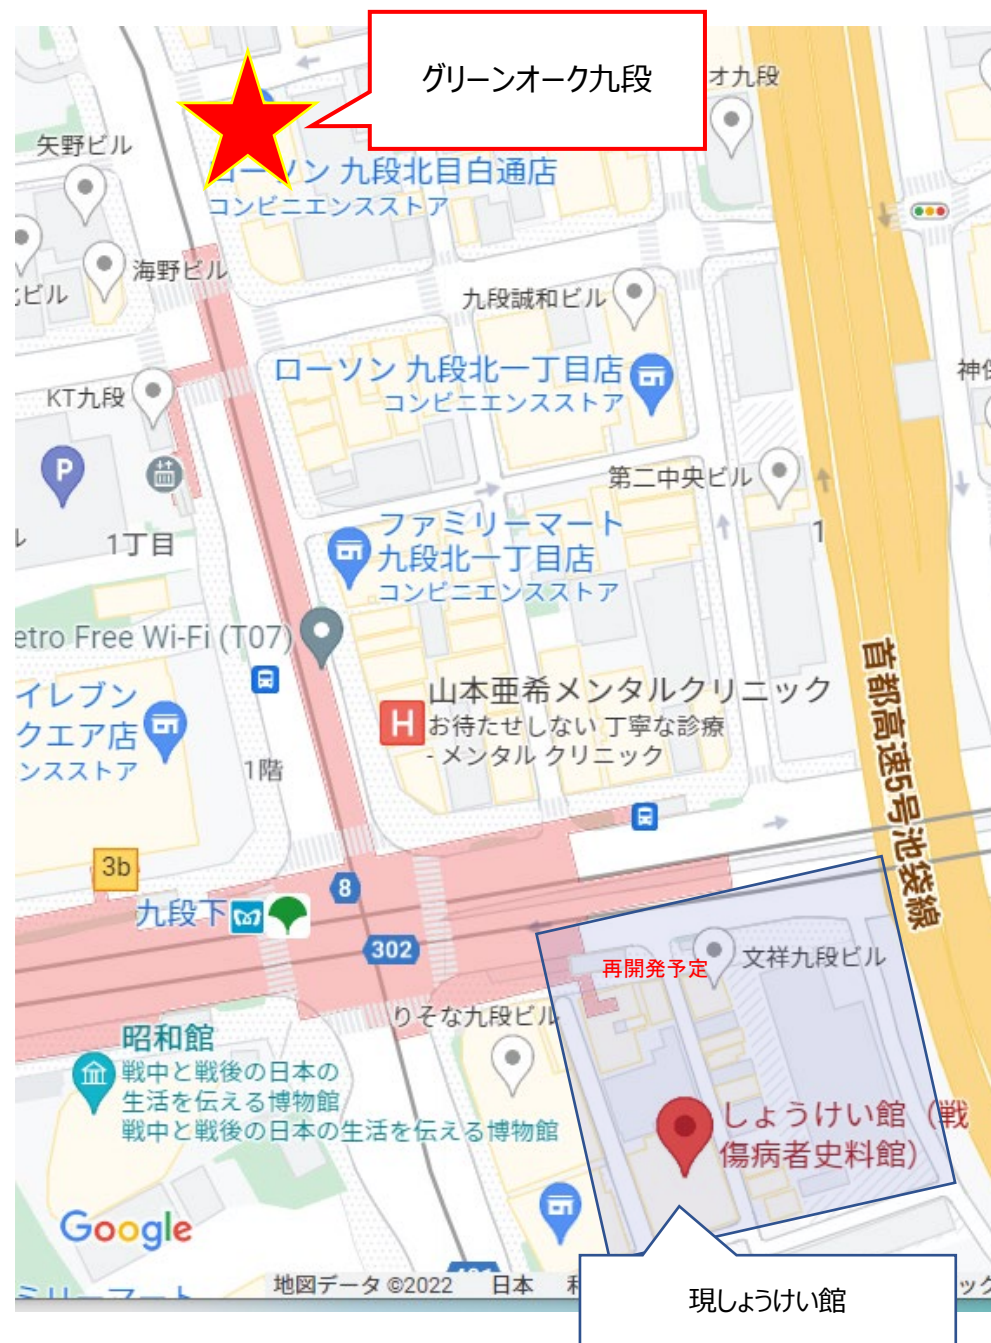 グリーンオーク九段
オ九段
矢野ビル
ローソン 九段北目白通店
コンビニエンスストア
海野ビル
ビル
九段誠和ビル
ローソン 九段北一丁目店
コンビニエンスストア
KT九段
P
第二中央ビル
1丁目
ファミリーマート
九段北一丁目店
コンビニエンスストア
1
etro Free Wi-Fi (T07)
首都高速5号池袋線
イレブン
クエア店
ンスストア
H
山本亜希メンタルクリニック
お待たせしない 丁寧な診療
- メンタル クリニック
1階
3b
8
九段下
302
再開発予定
文祥九段ビル
りそな九段ビル
昭和館
戦中と戦後の日本の
生活を伝える博物館
戦中と戦後の日本の生活を伝える博物館
しょうけい館（戦
傷病者史料館）
Google
地図データ ©2022
日本
現しょうけい館